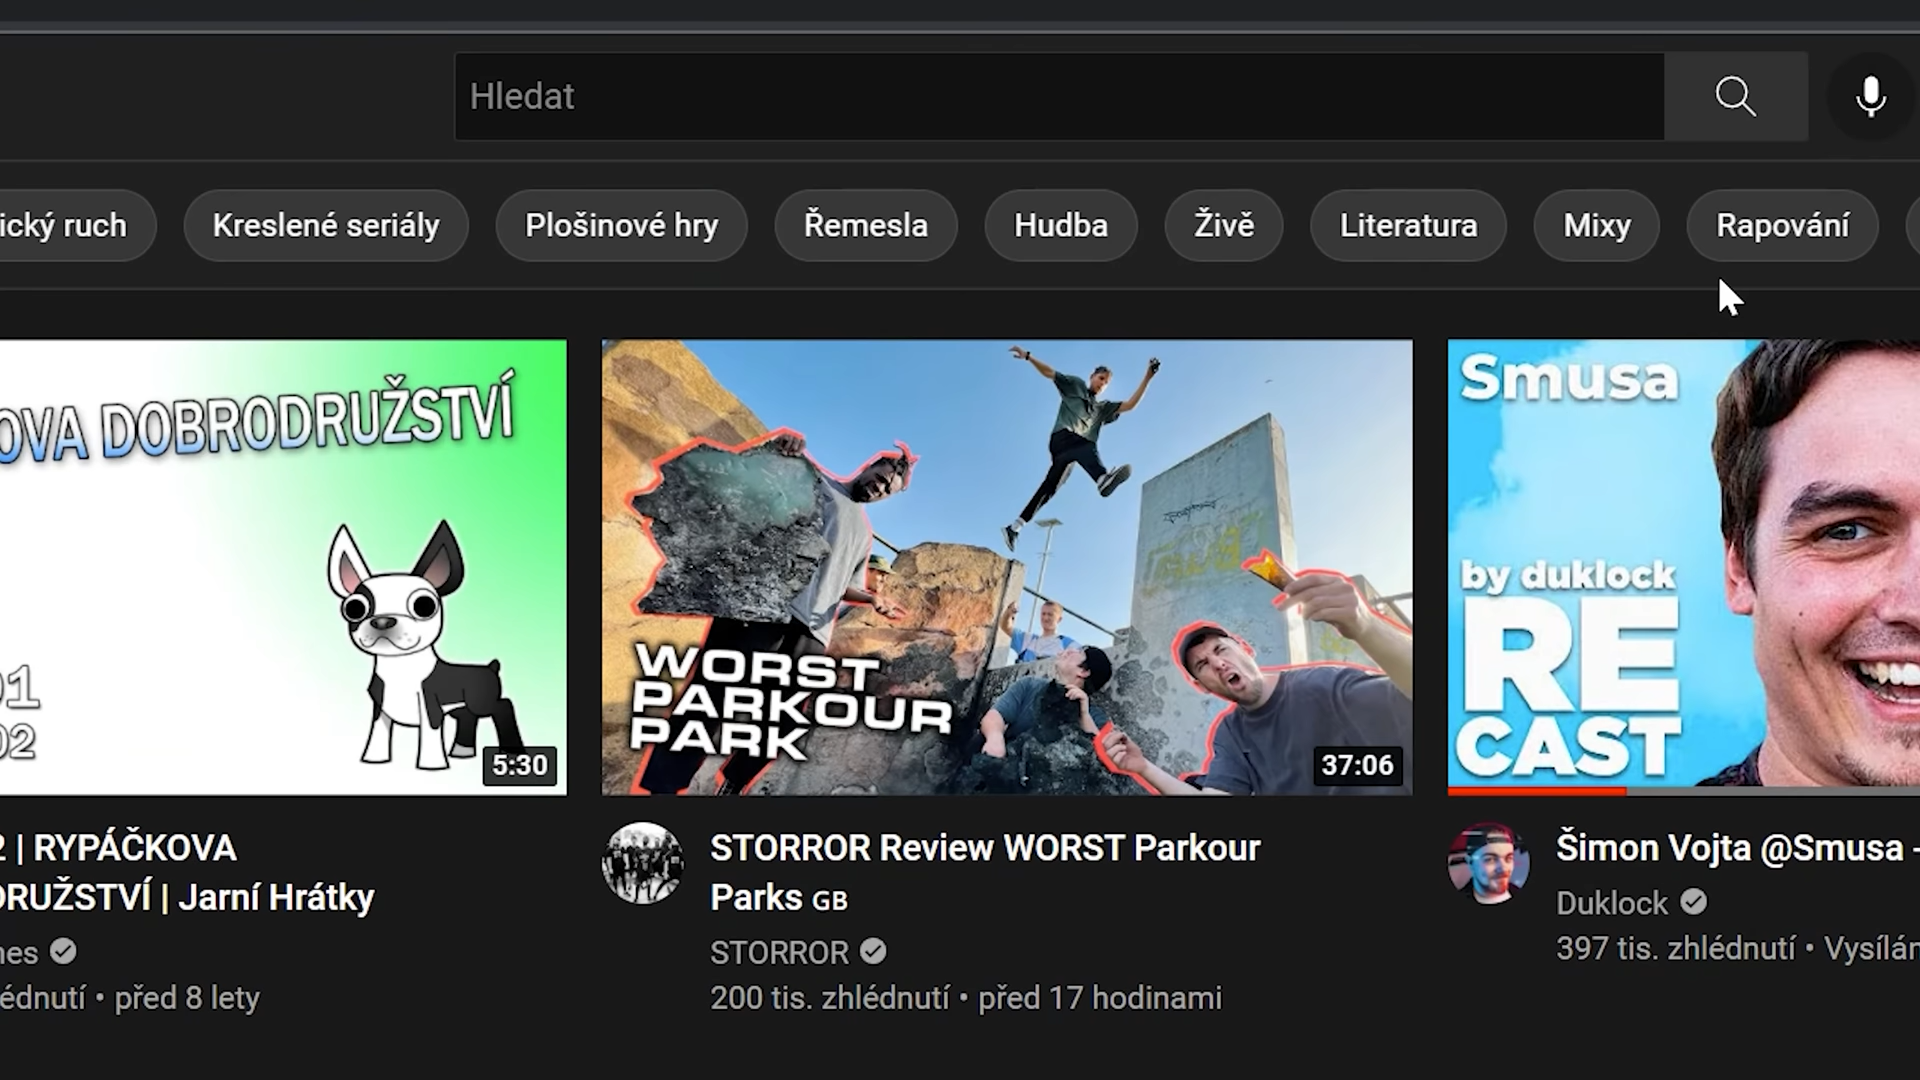 Hledat
ický ruch
Kreslené seriály
Plošinové hry
Řemesla
Hudba
Živě
Literatura
Mixy
Rapování
OVA DOBRODRUŽSTVÍ
01
02
5:30
WORST
PARKOUR
PARK
37:06
Smusa
by duklock
RE
CAST
2 | RYPÁČKOVA
DRUŽSTVÍ | Jarní Hrátky
nes
édnutí • před 8 lety
STORROR Review WORST Parkour
Parks GB
STORROR
200 tis. zhlédnutí • před 17 hodinami
Šimon Vojta @Smusa -
Duklock
397 tis. zhlédnutí • Vysílán